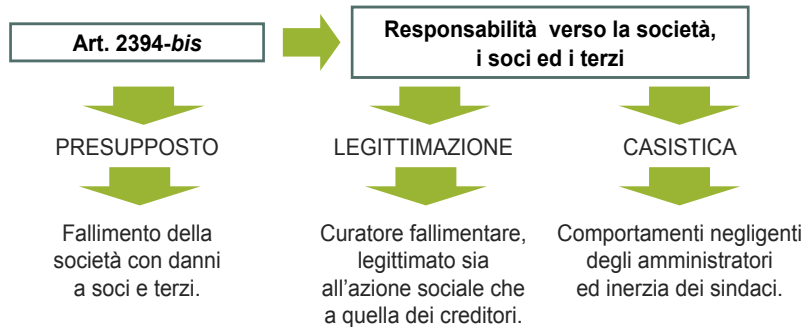 Art. 2394-bis
Responsabilità verso la società,
i soci ed i terzi
PRESUPPOSTO
LEGITTIMAZIONE
CASISTICA
Fallimento della
società con danni
a soci e terzi.
Curatore fallimentare,
legittimato sia
all’azione sociale che
a quella dei creditori.
Comportamenti negligenti
degli amministratori
ed inerzia dei sindaci.